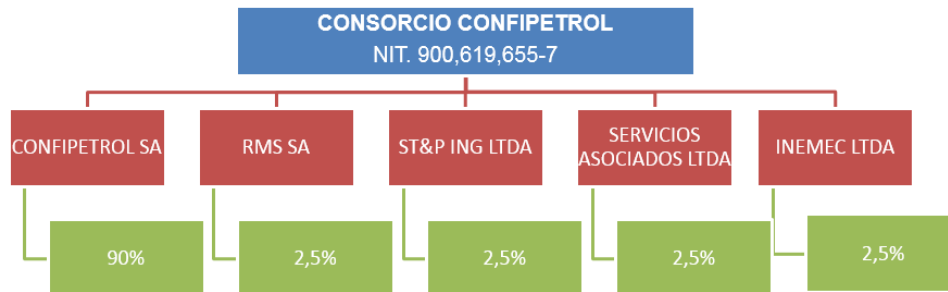 CONSORCIO CONFIPETROL
NIT. 900,619,655-7
CONFIPETROL SA
RMS SA
ST&P ING LTDA
SERVICIOS
ASOCIADOS LTDA
INEMEC LTDA
90%
2,5%
2,5%
2,5%
2,5%